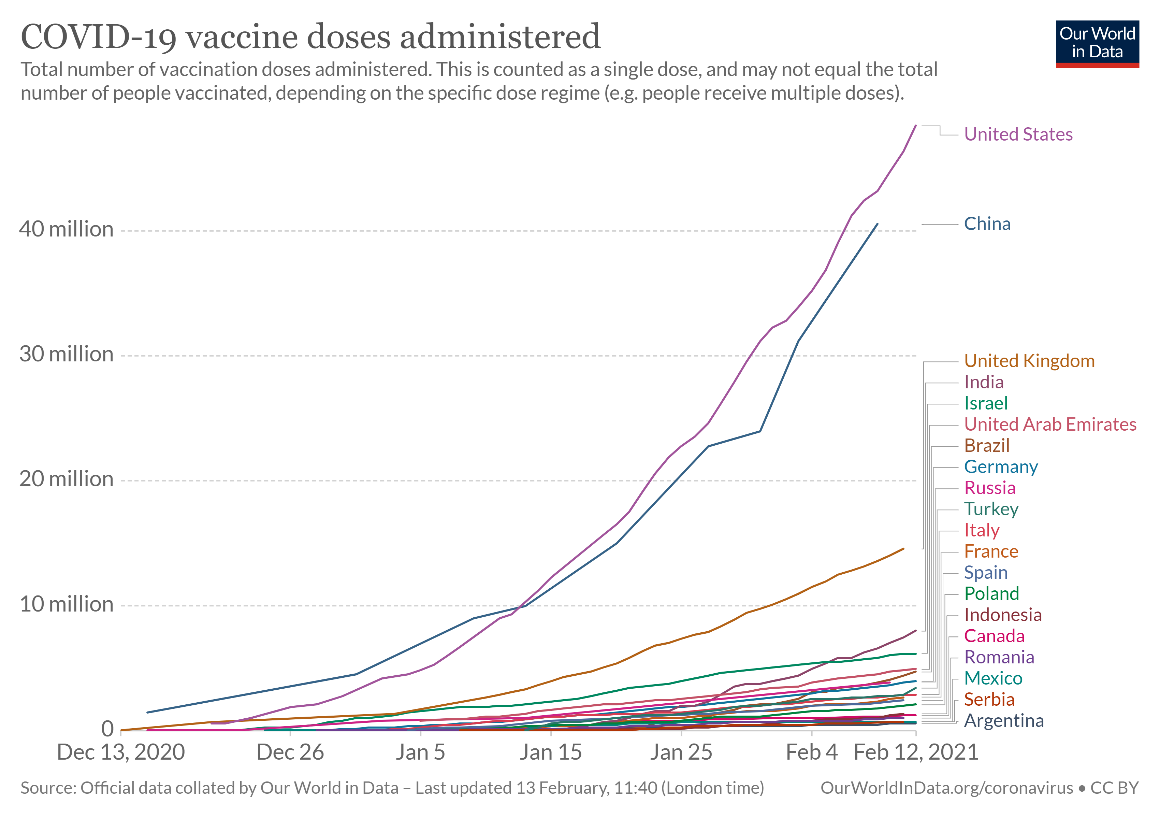 COVID-19 vaccine doses administered
Our World
in Data
Total number of vaccination doses administered. This is counted as a single dose, and may not equal the total
number of people vaccinated, depending on the specific dose regime (e.g. people receive multiple doses).
United States
40 million
China
30 million
United Kingdom
India
Israel
United Arab Emirates
Brazil
Germany
20 million
Russia
Turkey
Italy
France
Spain
Poland
10 million
Indonesia
Canada
Romania
Mexico
Serbia
Argentina
0
Dec 13, 2020
Dec 26
Jan 5
Jan 15
Jan 25
Feb 4
Feb 12, 2021
Source: Official data collated by Our World in Data – Last updated 13 February, 11:40 (London time)
OurWorldInData.org/coronavirus • CC BY